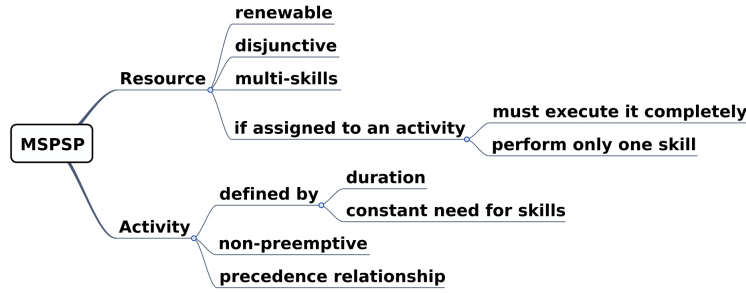 MSPSP
Resource
renewable
disjunctive
multi-skills
if assigned to an activity
must execute it completely
perform only one skill
Activity
defined by
duration
constant need for skills
non-preemptive
precedence relationship